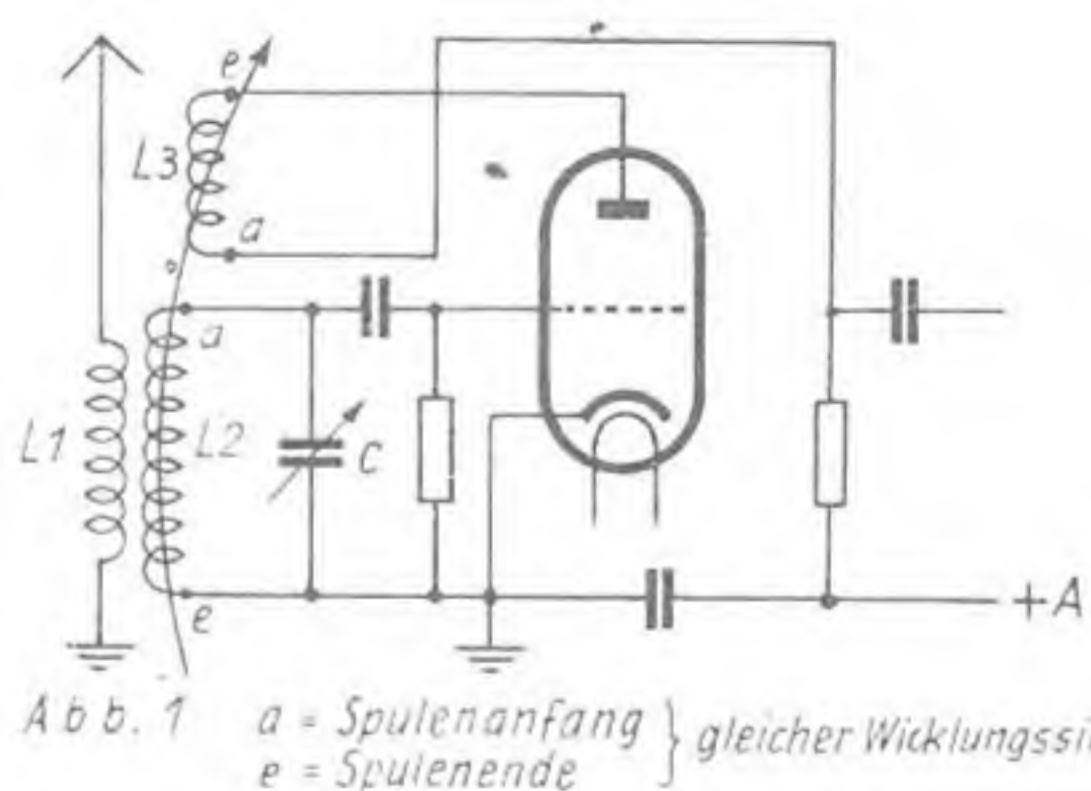 e
L3
a
a
L1
L2
C
e
+A
Abb. 1 a = Spulenanfang } gleicher Wicklungssi
e = Spulenende